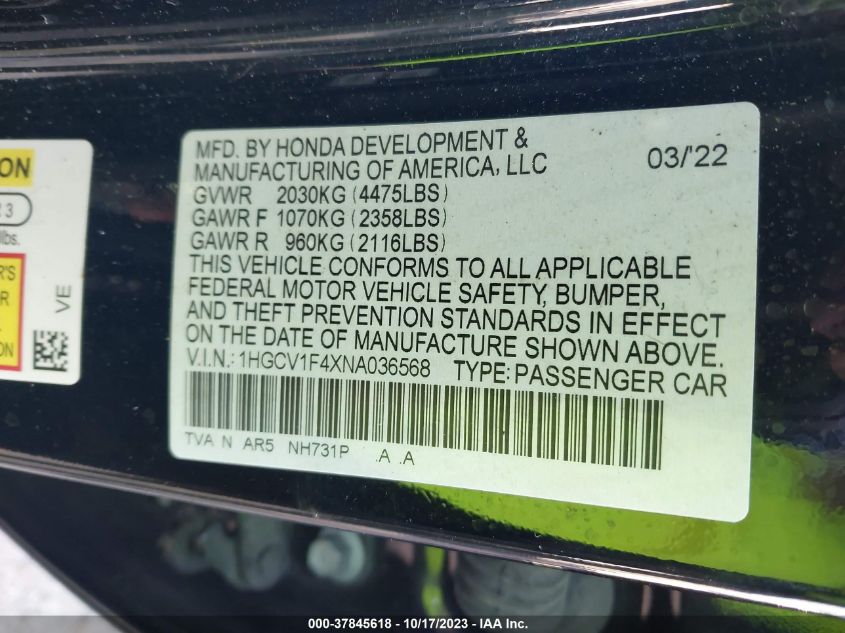 ON
3
lbs.
R'S
R
ON
VE
MFD. BY HONDA DEVELOPMENT &
MANUFACTURING OF AMERICA, LLC 03/'22
GVWR 2030KG (4475LBS)
GAWR F 1070KG (2358LBS)
GAWR R 960KG (2116LBS)
THIS VEHICLE CONFORMS TO ALL APPLICABLE
FEDERAL MOTOR VEHICLE SAFETY, BUMPER,
AND THEFT PREVENTION STANDARDS IN EFFECT
ON THE DATE OF MANUFACTURE SHOWN ABOVE.
V.I.N.: 1HGCV1F4XNA036568 TYPE: PASSENGER CAR
TVA N AR5 NH731P .A .A
000-37845618 - 10/17/2023 - IAA Inc.